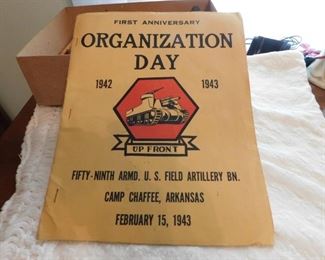 FIRST ANNIVERSARY
ORGANIZATION
DAY
1942 1943
UP FRONT
FIFTY-NINTH ARMD. U. S. FIELD ARTILLERY BN.
CAMP CHAFFEE, ARKANSAS
FEBRUARY 15, 1943